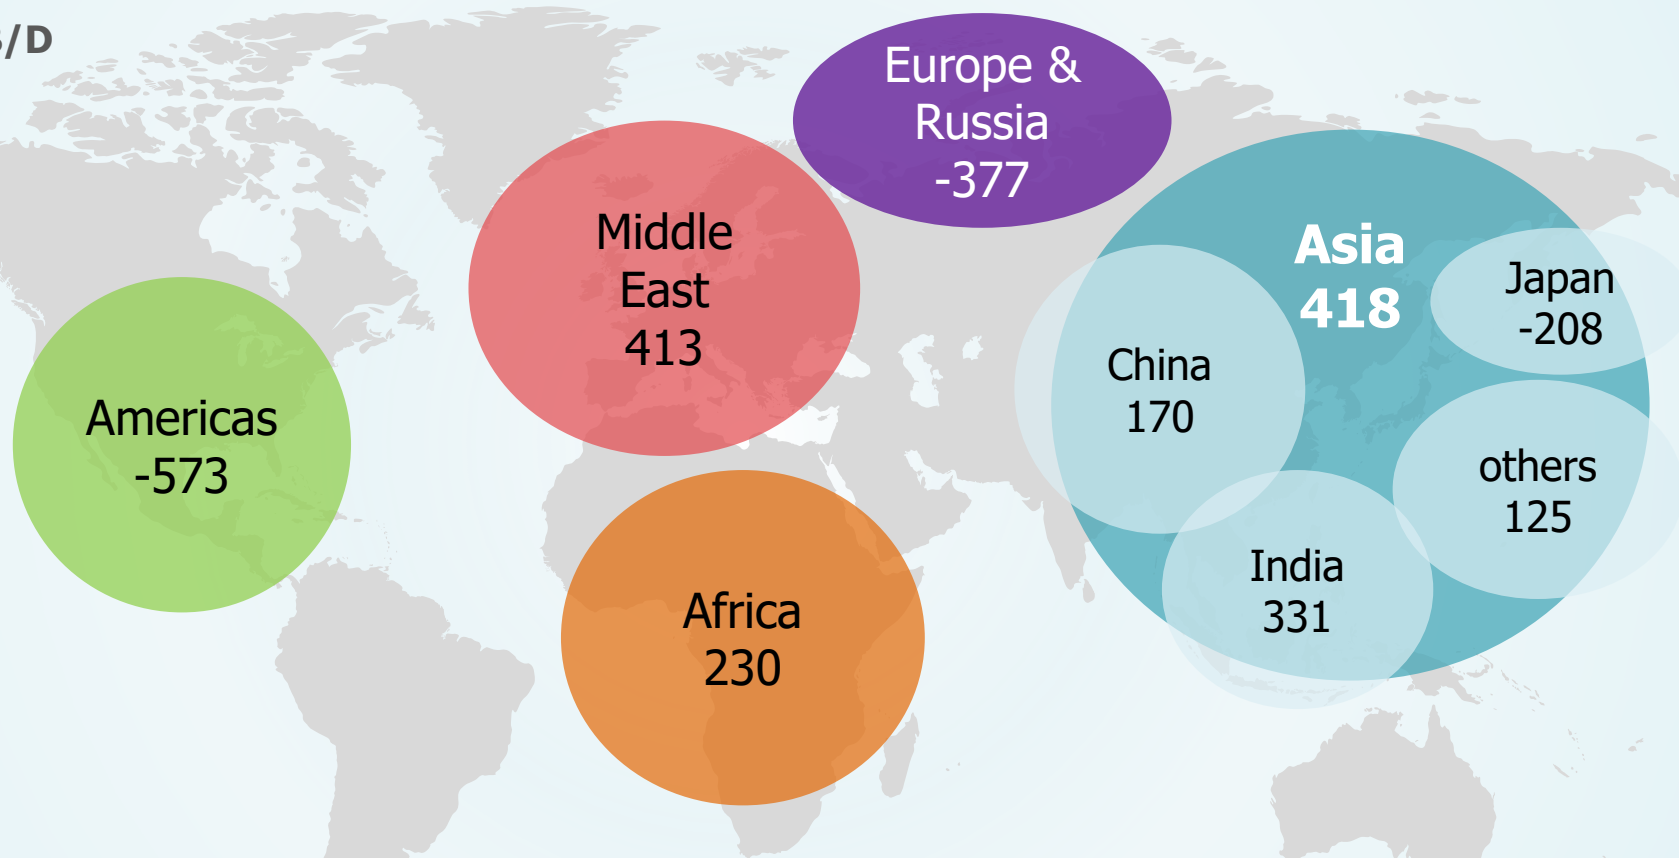 /D
Europe &
Russia
-377
Middle
East
413
Asia
418
Japan
-208
China
170
Americas
-573
others
125
India
331
Africa
230